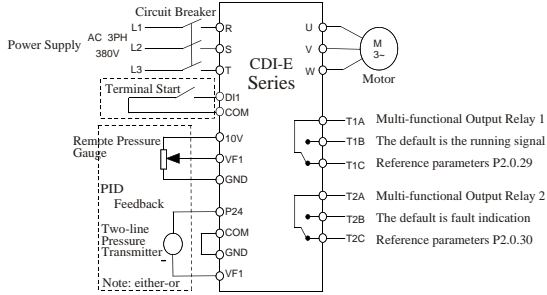 Circuit Breaker
L1
R
Power Supply
AC 3PH
380V
L2
S
L3
T
Terminal Start
DI1
COM
Remote Pressure
Gauge
10V
VF1
GND
PID
Feedback
P24
Two-line
Pressure
Transmitter
COM
GND
VF1
Note: either-or
CDI-E
Series
U
V
W
M
3~
Motor
T1A Multi-functional Output Relay 1
T1B The default is the running signal
T1C Reference parameters P2.0.29
T2A Multi-functional Output Relay 2
T2B The default is fault indication
T2C Reference parameters P2.0.30